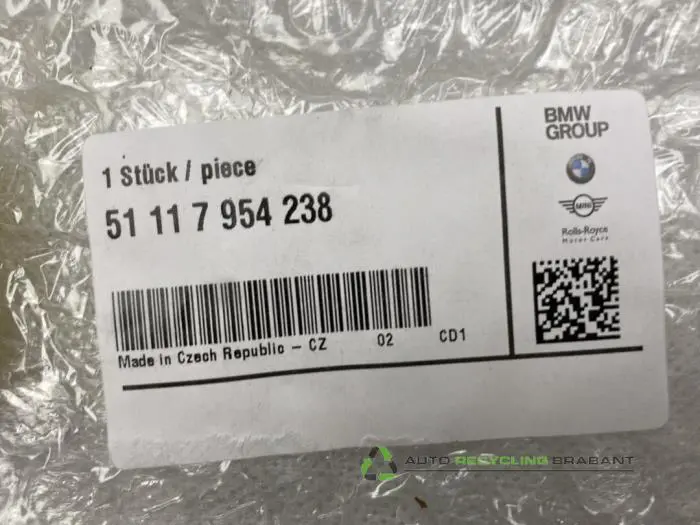 BMW
GROUP
1 Stück / piece
51 11 7 954 238
MINI
Rolls-Royce
Motor Cars
Made in Czech Republic – CZ 02 CD1
AUTO RECYCLING BRABANT